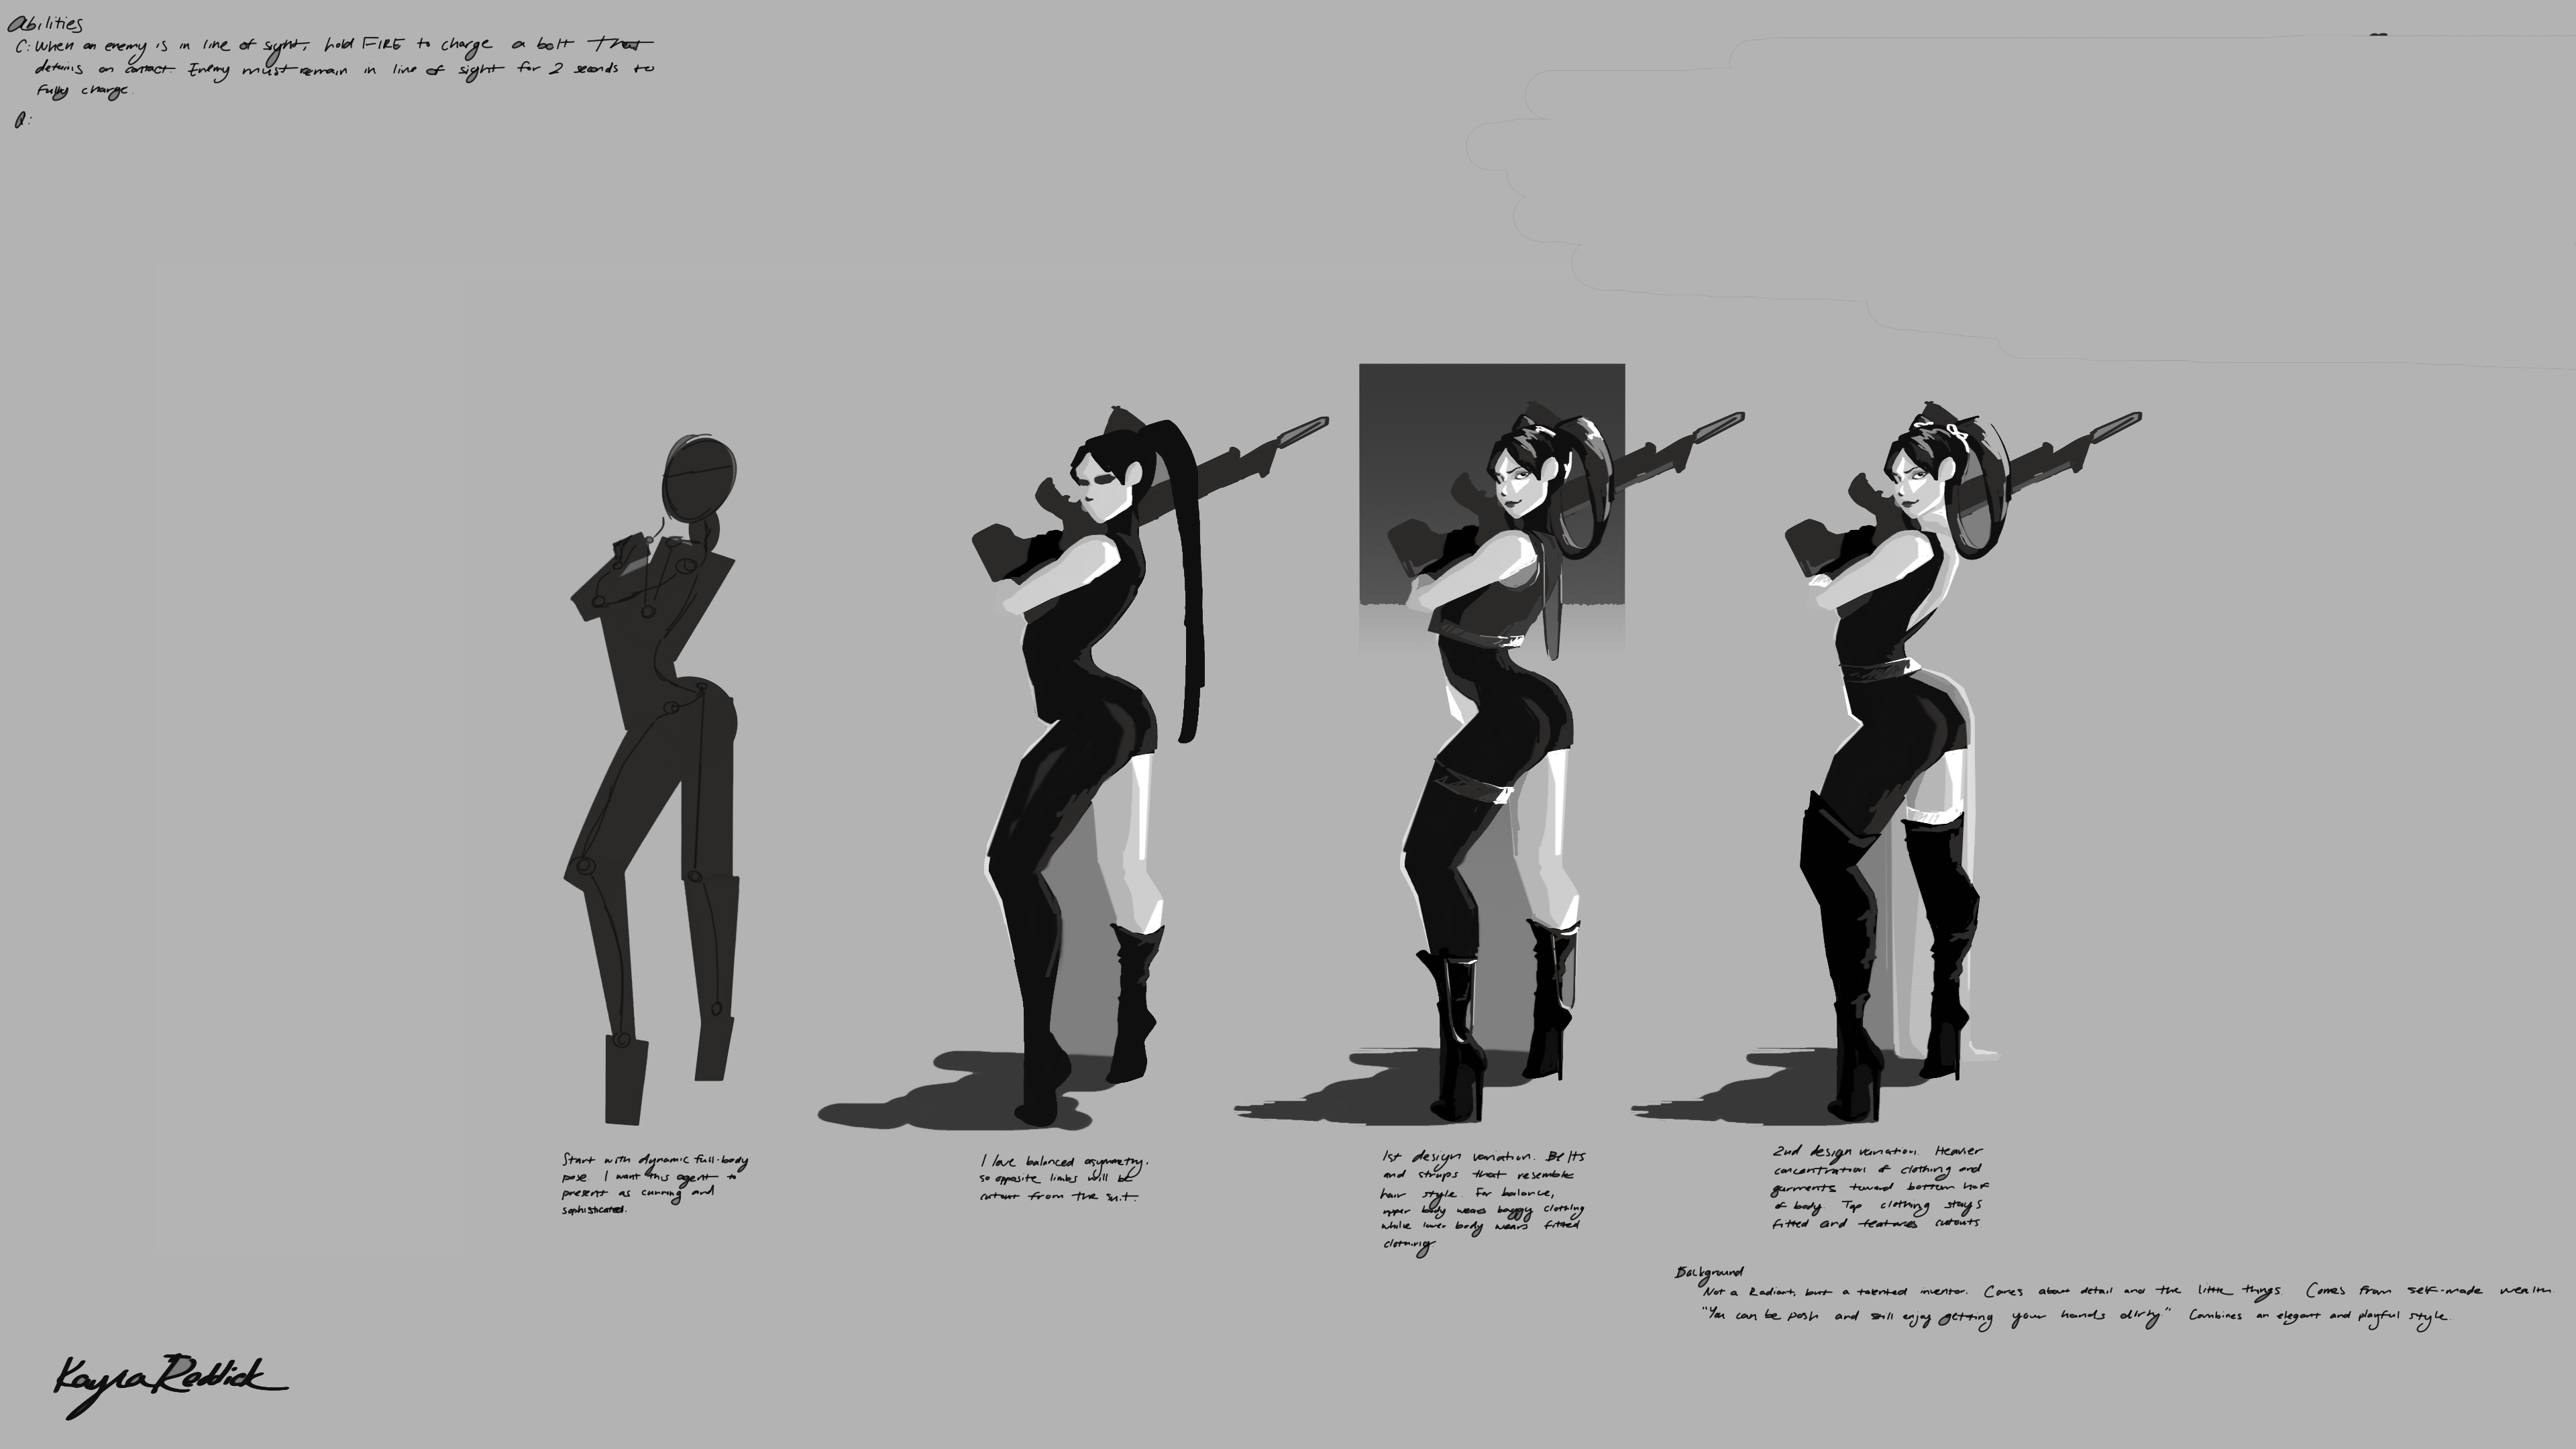 Abilities
C: When an enemy is in line of sight, hold FIRE to charge a bolt that
detains on contact. Enemy must remain in line of sight for 2 seconds to
fully charge.
Q:
Start with dynamic full-body
pose. I want this agent to
present as cunning and
sophisticated.
I love balanced asymmetry,
so opposite limbs will be
cutout from the suit.
1st design variation. Belts
and straps that resemble
hair style. For balance,
upper body wears baggy clothing
while lower body wears fitted
clothing
2nd design variation. Heavier
concentration of clothing and
garments toward bottom half
of body. Top clothing stays
fitted and features cutouts
Background
Not a Radiant, but a talented inventor. Cares about detail and the little things. Comes from self-made wealth.
"You can be posh and still enjoy getting your hands dirty" Combines an elegant and playful style.
Kayla Reddick